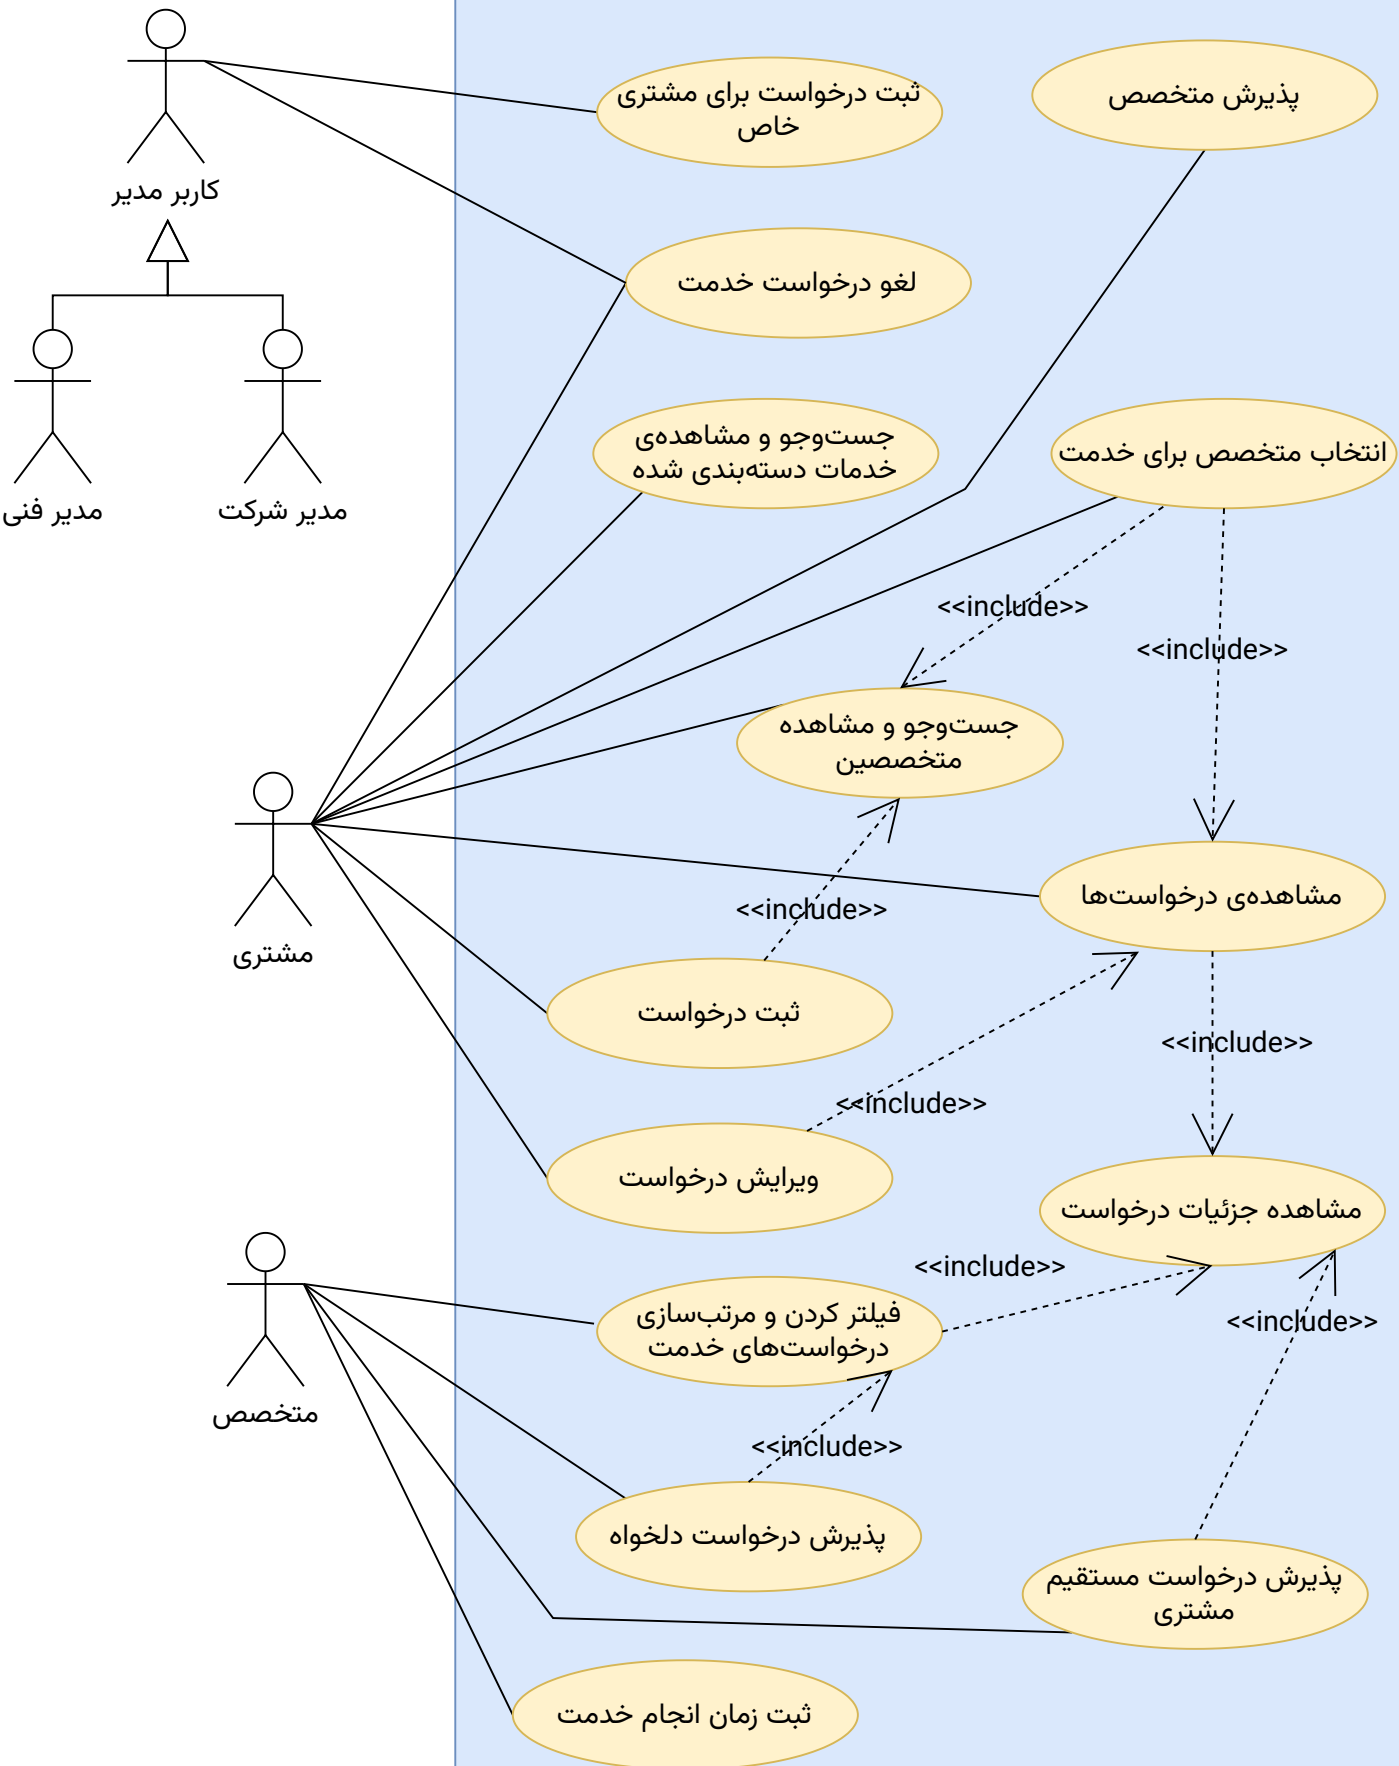 ثبت درخواست برای مشتری
خاص
پذیرش متخصص
کاربر مدیر
لغو درخواست خدمت
جست‌وجو و مشاهده‌ی
خدمات دسته‌بندی شده
انتخاب متخصص برای خدمت
مدیر فنی
مدیر شرکت
<<include>>
<<include>>
جست‌وجو و مشاهده
متخصصین
مشاهده‌ی درخواست‌ها
<<include>>
مشتری
ثبت درخواست
<<include>>
<<include>>
ویرایش درخواست
مشاهده جزئیات درخواست
<<include>>
فیلتر کردن و مرتب‌سازی
درخواست‌های خدمت
<<include>>
متخصص
<<include>>
پذیرش درخواست دلخواه
پذیرش درخواست مستقیم
مشتری
ثبت زمان انجام خدمت